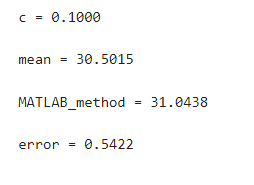 c = 0.1000
mean = 30.5015
MATLAB_method = 31.0438
error = 0.5422